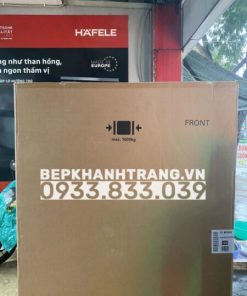 HÄFELE
ng như than hồng,
ngon thấm vị
MADE IN
EUROPE
FRONT
max. 1000kg
BEPKHANHTRANG.VN
0933.833.039